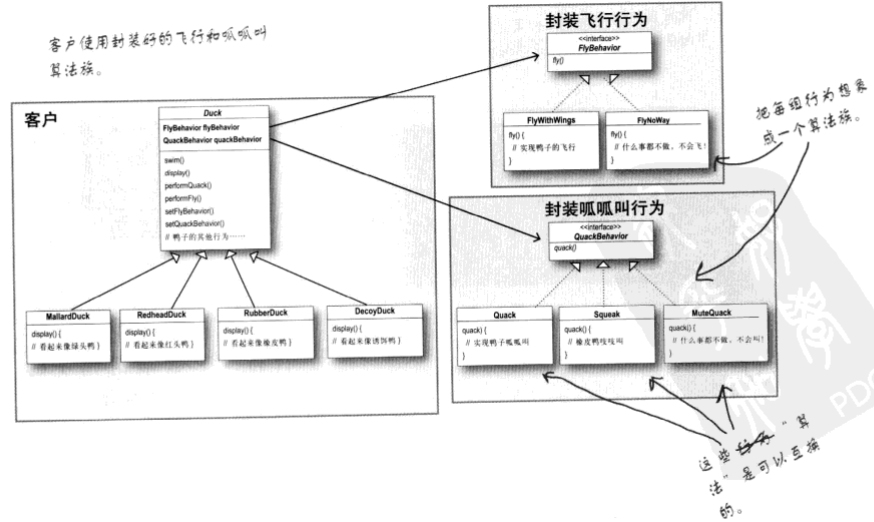 客户使用封装好的飞行和呱呱叫
算法族。
客户
Duck
FlyBehavior flyBehavior
QuackBehavior quackBehavior
swim()
display()
performQuack()
performFly()
setFlyBehavior()
setQuackBehavior()
// 鸭子的其他行为……
MallardDuck
display() {
// 看起来像绿头鸭 }
RedheadDuck
display() {
// 看起来像红头鸭 }
RubberDuck
display() {
// 看起来像橡皮鸭 }
DecoyDuck
display() {
// 看起来像诱饵鸭 }
封装飞行行为
<<interface>>
FlyBehavior
fly()
FlyWithWings
fly() {
// 实现鸭子的飞行
}
FlyNoWay
fly() {
// 什么事都不做，不会飞！
}
把每组行为想象
成一个算法族。
封装呱呱叫行为
<<interface>>
QuackBehavior
quack()
Quack
quack() {
// 实现鸭子呱呱叫
}
Squeak
quack() {
// 橡皮鸭吱吱叫
}
MuteQuack
quack() {
// 什么事都不做，不会叫！
}
这些“算
法”是可以互换
的。